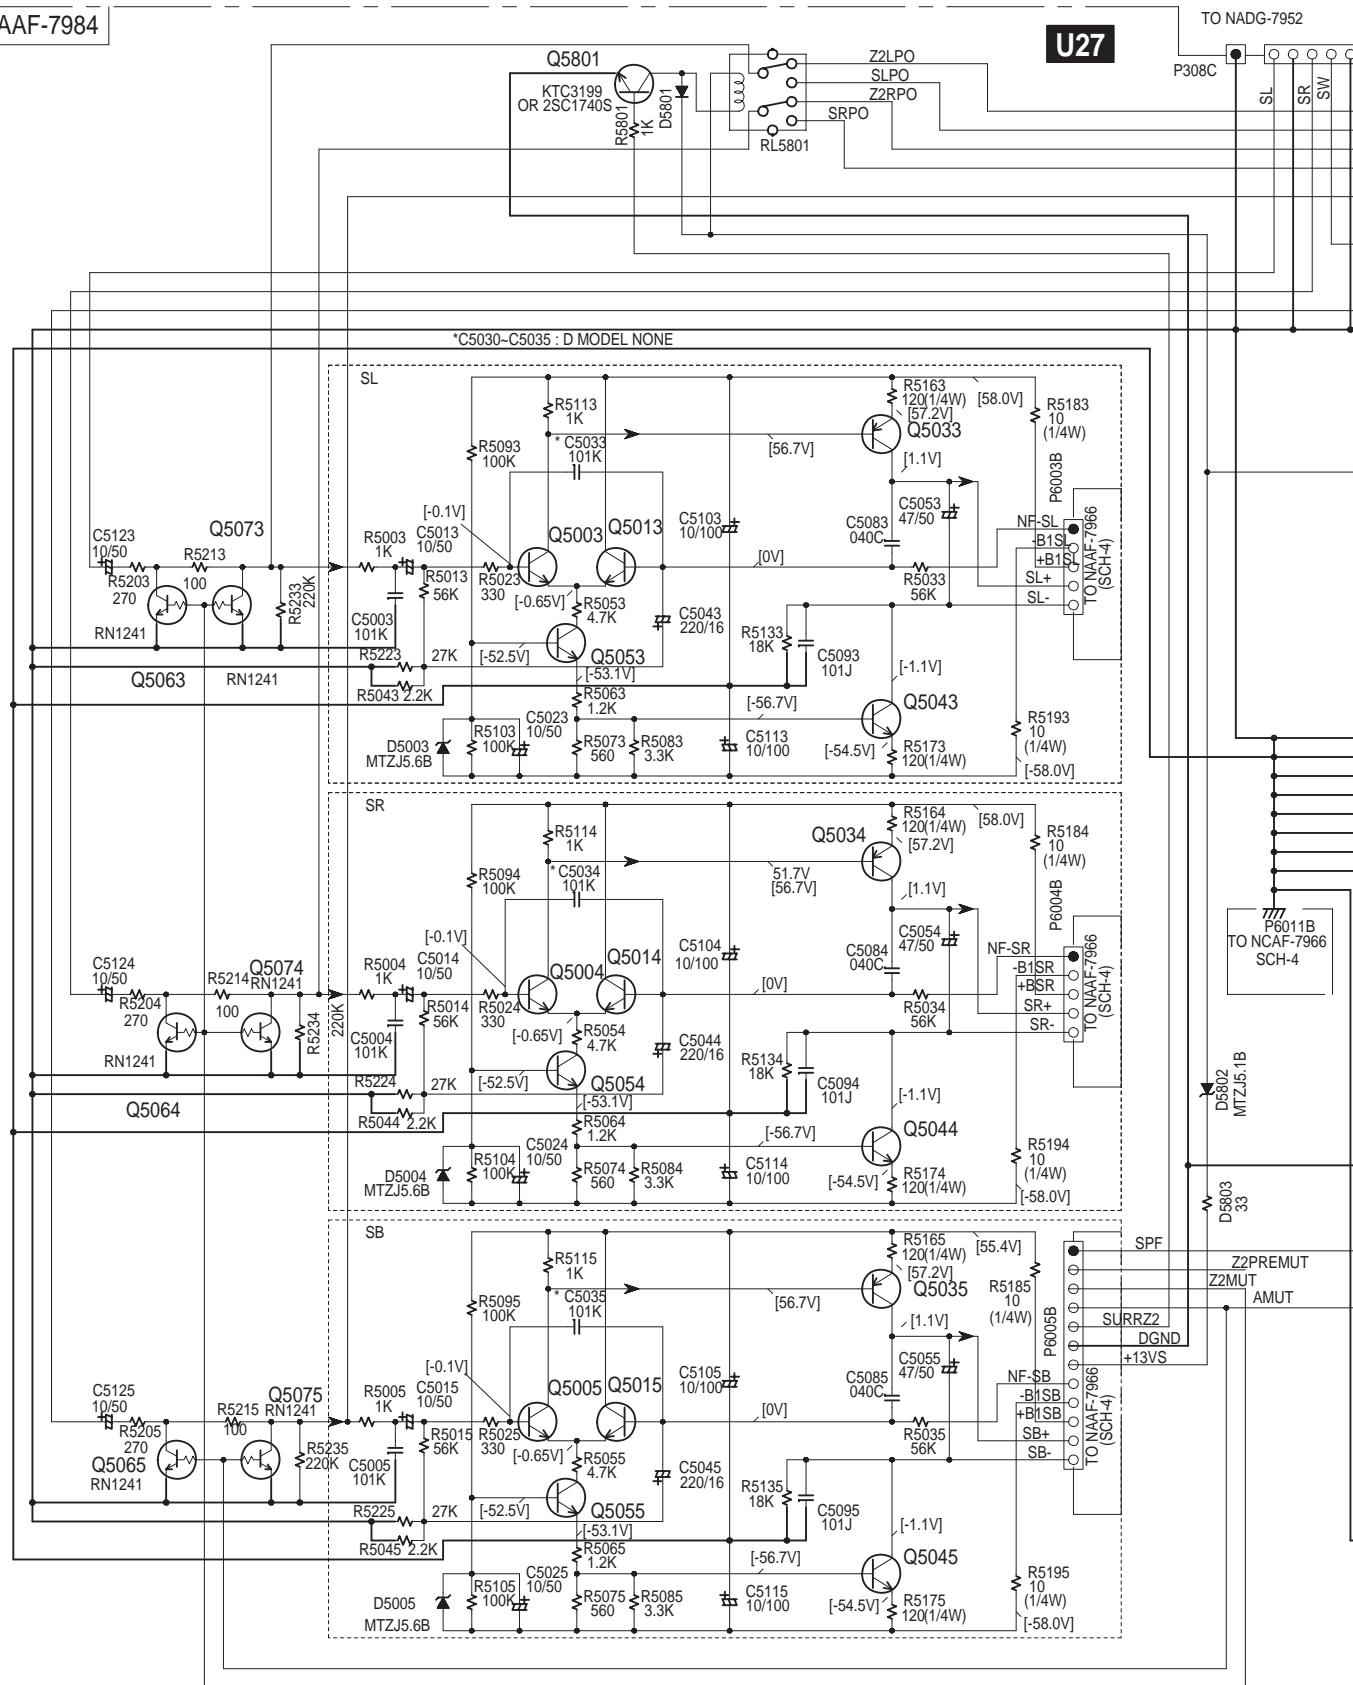 AAF-7984
U27
TO NADG-7952
P308C
SL
SR
SW
Q5801
KTC3199
OR 2SC1740S
R5801
1K
D5801
RL5801
Z2LPO
SLPO
Z2RPO
SRPO
*C5030~C5035 : D MODEL NONE
SL
R5113
1K
R5093
100K
* C5033
101K
[-0.1V]
Q5003
Q5013
C5103
10/100
[56.7V]
R5163
120(1/4W)
[57.2V]
Q5033
[58.0V]
R5183
10
(1/4W)
[1.1V]
C5053
47/50
C5083
040C
P6003B
NF-SL
-B1SL
+B1SL
SL+
SL-
TO NAAF-7966
(SCH-4)
C5123
10/50
Q5073
R5213
100
R5203
270
RN1241
Q5063
RN1241
R5233
220K
R5003
1K
C5013
10/50
R5013
56K
R5023
330
C5003
101K
R5223
27K
R5043 2.2K
[-0.65V]
R5053
4.7K
[-52.5V]
Q5053
[-53.1V]
R5063
1.2K
C5043
220/16
[0V]
R5033
56K
R5133
18K
C5093
101J
[-1.1V]
Q5043
[-56.7V]
[-54.5V]
R5173
120(1/4W)
R5193
10
(1/4W)
[-58.0V]
D5003
MTZJ5.6B
R5103
100K
C5023
10/50
R5073
560
R5083
3.3K
C5113
10/100
SR
R5114
1K
R5094
100K
* C5034
101K
[-0.1V]
Q5004
Q5014
C5104
10/100
51.7V
[56.7V]
Q5034
R5164
120(1/4W)
[57.2V]
[58.0V]
R5184
10
(1/4W)
[1.1V]
C5054
47/50
C5084
040C
P6004B
NF-SR
-B1SR
+BSR
SR+
SR-
TO NAAF-7966
(SCH-4)
P6011B
TO NCAF-7966
SCH-4
C5124
10/50
R5214
100
Q5074
RN1241
R5204
270
RN1241
Q5064
R5234
220K
R5004
1K
C5014
10/50
R5014
56K
R5024
330
C5004
101K
R5224
27K
R5044 2.2K
[-0.65V]
R5054
4.7K
[-52.5V]
Q5054
[-53.1V]
R5064
1.2K
C5044
220/16
[0V]
R5034
56K
R5134
18K
C5094
101J
[-1.1V]
Q5044
[-56.7V]
[-54.5V]
R5174
120(1/4W)
R5194
10
(1/4W)
[-58.0V]
D5004
MTZJ5.6B
R5104
100K
C5024
10/50
R5074
560
R5084
3.3K
C5114
10/100
D5802
MTZJ5.1B
D5803
33
SB
R5115
1K
R5095
100K
* C5035
101K
[-0.1V]
Q5005
Q5015
C5105
10/100
[56.7V]
R5165
120(1/4W)
[57.2V]
Q5035
[55.4V]
R5185
10
(1/4W)
[1.1V]
C5055
47/50
C5085
040C
P6005B
SPF
Z2PREMUT
Z2MUT
AMUT
SURRZ2
DGND
+13VS
NF-SB
-B1SB
+B1SB
SB+
SB-
TO NAAF-7966
(SCH-4)
C5125
10/50
R5215
100
Q5075
RN1241
R5205
270
Q5065
RN1241
R5235
220K
R5005
1K
C5015
10/50
R5015
56K
R5025
330
C5005
101K
R5225
27K
R5045 2.2K
[-0.65V]
R5055
4.7K
[-52.5V]
Q5055
[-53.1V]
R5065
1.2K
C5045
220/16
[0V]
R5035
56K
R5135
18K
C5095
101J
[-1.1V]
Q5045
[-56.7V]
[-54.5V]
R5175
120(1/4W)
R5195
10
(1/4W)
[-58.0V]
D5005
MTZJ5.6B
R5105
100K
C5025
10/50
R5075
560
R5085
3.3K
C5115
10/100